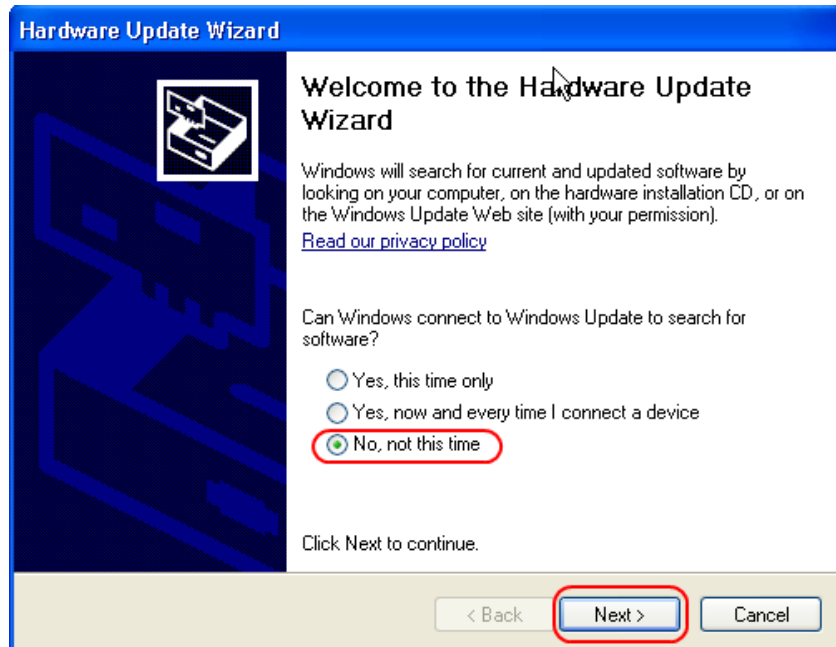 Hardware Update Wizard
Welcome to the Hardware Update
Wizard
Windows will search for current and updated software by
looking on your computer, on the hardware installation CD, or on
the Windows Update Web site (with your permission).
Read our privacy policy
Can Windows connect to Windows Update to search for
software?
Yes, this time only
Yes, now and every time I connect a device
No, not this time
Click Next to continue.
< Back Next > Cancel